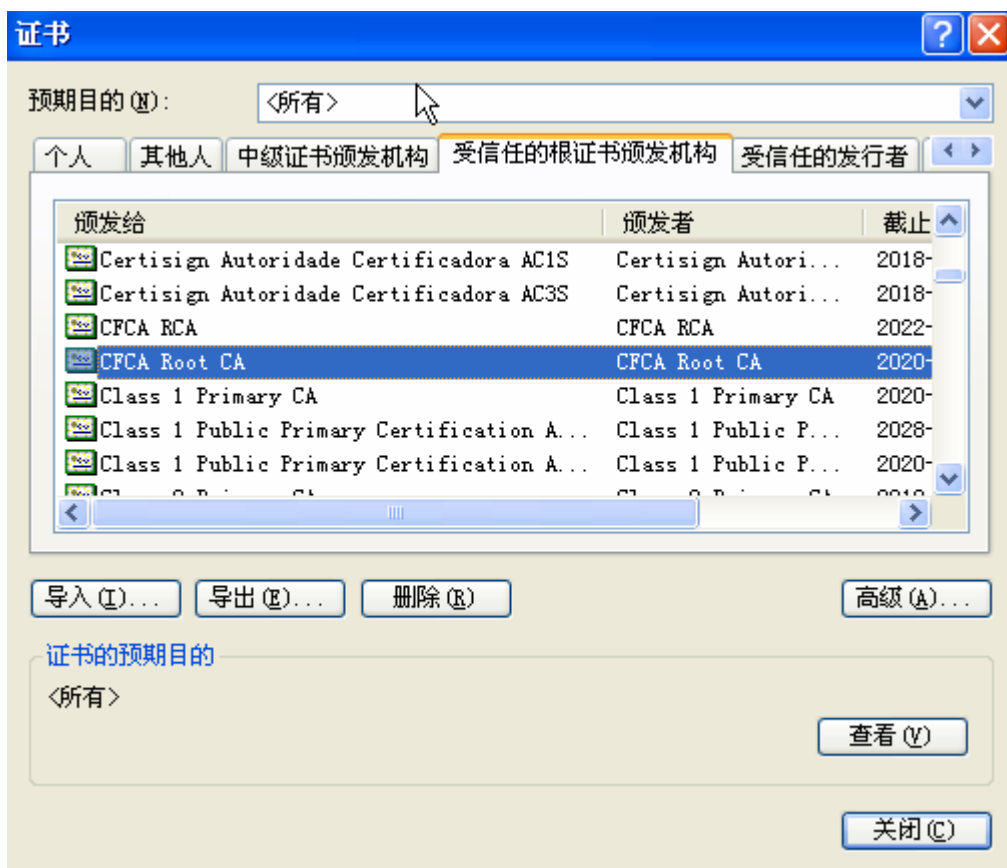 证书
预期目的(N): <所有>
个人 其他人 中级证书颁发机构 受信任的根证书颁发机构 受信任的发行者
颁发给 颁发者 截止
Certisign Autoridade Certificadora AC1S Certisign Autori... 2018-
Certisign Autoridade Certificadora AC3S Certisign Autori... 2018-
CFCA RCA CFCA RCA 2022-
CFCA Root CA CFCA Root CA 2020-
Class 1 Primary CA Class 1 Primary CA 2020-
Class 1 Public Primary Certification A... Class 1 Public P... 2028-
Class 1 Public Primary Certification A... Class 1 Public P... 2020-
导入(I)... 导出(E)... 删除(R) 高级(A)...
证书的预期目的
<所有>
查看(V)
关闭(C)